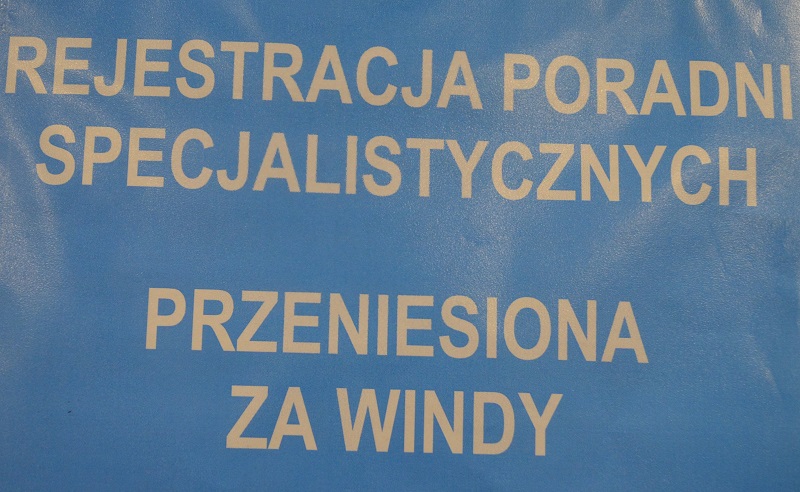 REJESTRACJA PORADNI
SPECJALISTYCZNYCH
PRZENIESIONA
ZA WINDY